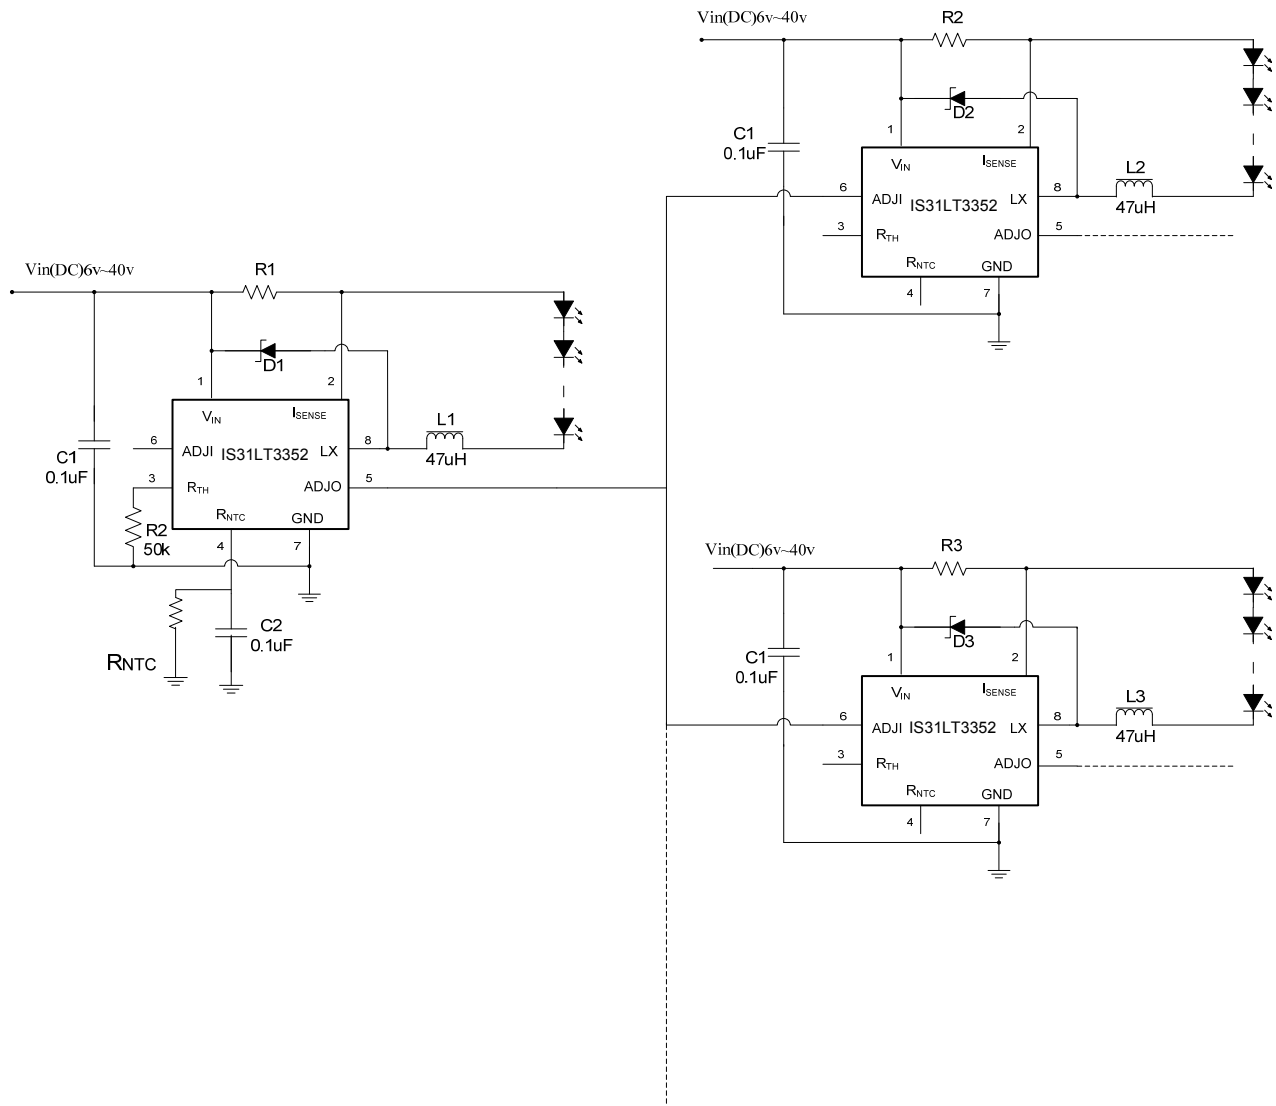 Vin(DC)6v~40v
R1
D1
1
2
VIN
ISENSE
C1
0.1uF
6
ADJI
IS31LT3352
LX
8
L1
47uH
3
RTH
ADJO
5
R2
50k
RNTC
GND
4
7
RNTC
C2
0.1uF
Vin(DC)6v~40v
R2
D2
1
2
C1
0.1uF
VIN
ISENSE
6
ADJI
IS31LT3352
LX
8
L2
47uH
3
RTH
ADJO
5
RNTC
GND
4
7
Vin(DC)6v~40v
R3
D3
1
2
C1
0.1uF
VIN
ISENSE
6
ADJI
IS31LT3352
LX
8
L3
47uH
3
RTH
ADJO
5
RNTC
GND
4
7